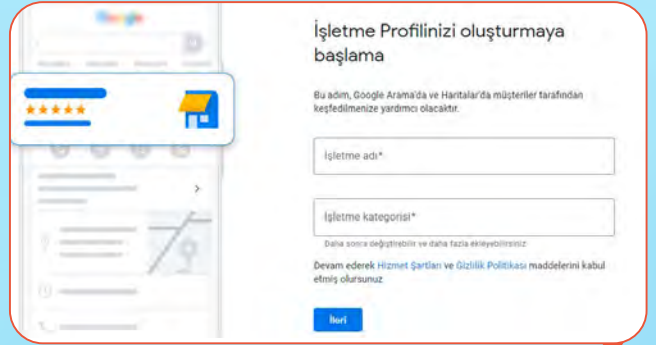 Google
İşletme Profilinizi oluşturmaya
başlama
Bu adım, Google Arama'da ve Haritalar'da müşteriler tarafından
keşfedilmenize yardımcı olacaktır.
İşletme adı*
İşletme kategorisi*
Daha sonra değiştirebilir ve daha fazla ekleyebilirsiniz
Devam ederek Hizmet Şartları ve Gizlilik Politikası maddelerini kabul
etmiş olursunuz
İleri